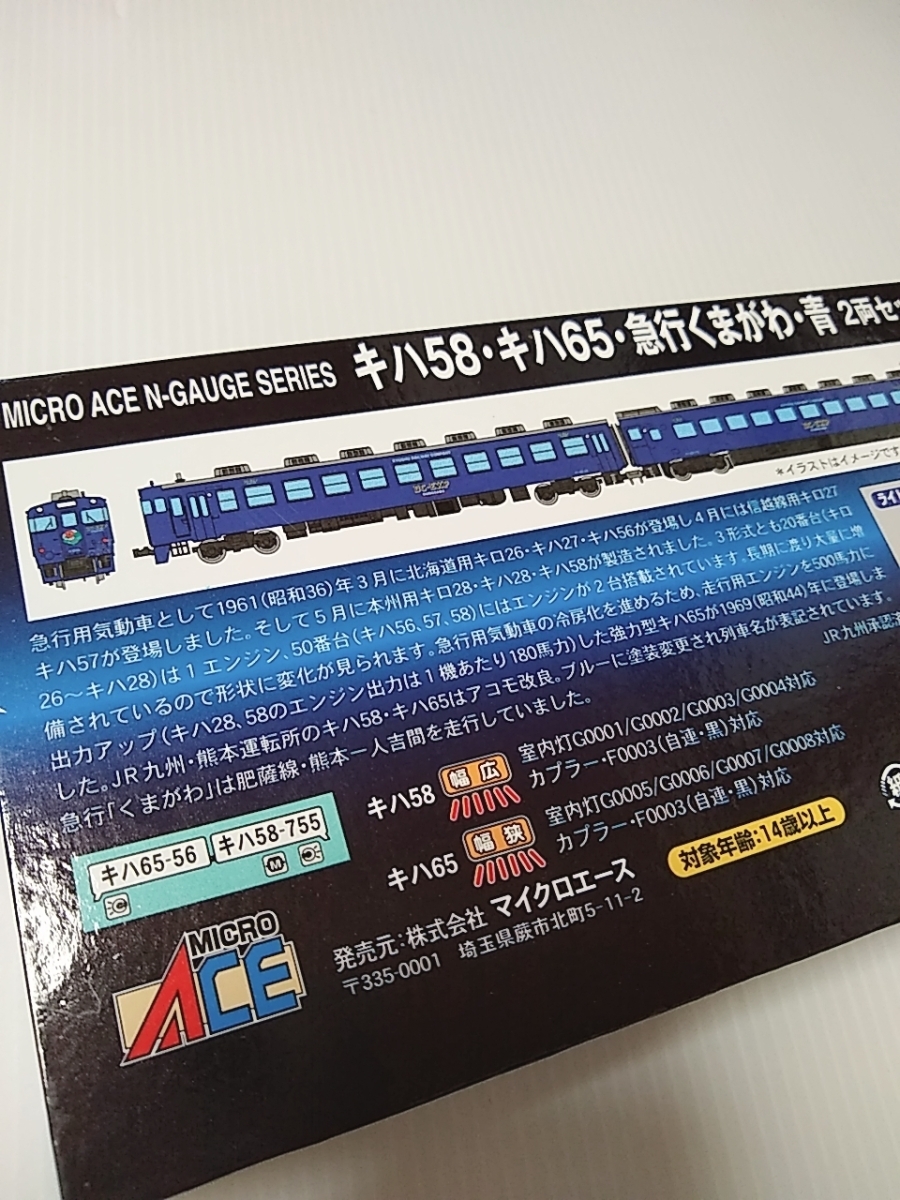 MICRO ACE N-GAUGE SERIES キハ58・キハ65・急行くまがわ・青 2両セッ
*イラストはイメージです
ライ
急行用気動車として1961(昭和36)年3月に北海道用キロ26・キハ27・キハ56が登場し4月には信越線用キロ27
キハ57が登場しました。そして5月に本州用キロ28・キハ28・キハ58が製造されました。3形式とも20番台(キロ
26〜キハ28)は1エンジン、50番台(キハ56,57,58)にはエンジンが2台搭載されています。長期に渡り大量に増
備されているので形状に変化が見られます。急行用気動車の冷房化を進めるため、走行用エンジンを500馬力に
出力アップ(キハ28、58のエンジン出力は1機あたり180馬力)した強力型キハ65が1969(昭和44)年に登場しま
した。JR九州・熊本運転所のキハ58・キハ65はアコモ改良。ブルーに塗装変更され列車名が表記されています。
急行「くまがわ」は肥薩線・熊本ー人吉間を走行していました。
JR九州承認済
キハ65-56 キハ58-755
M
キハ58 幅広 室内灯G0001/G0002/G0003/G0004対応
カプラー・F0003(自連・黒)対応
キハ65 幅狭 室内灯G0005/G0006/G0007/G0008対応
カプラー・F0003(自連・黒)対応
対象年齢:14歳以上
MICRO
ACE
発売元:株式会社 マイクロエース
〒335-0001 埼玉県蕨市北町5-11-2